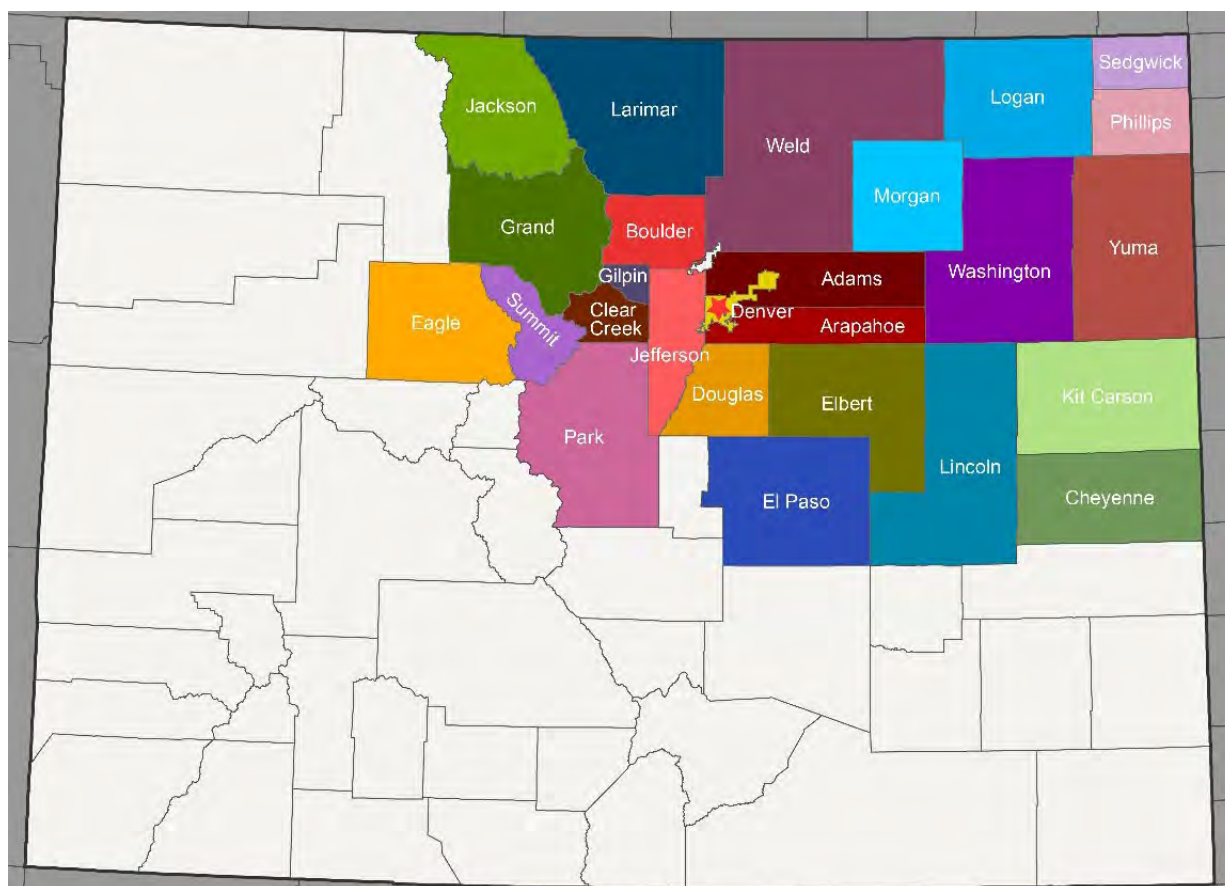 Sedgwick
Jackson
Larimar
Logan
Phillips
Weld
Morgan
Grand
Boulder
Yuma
Gilpin
Adams
Washington
Eagle
Summit
Clear
Creek
Denver
Arapahoe
Jefferson
Douglas
Elbert
Kit Carson
Park
Lincoln
El Paso
Cheyenne